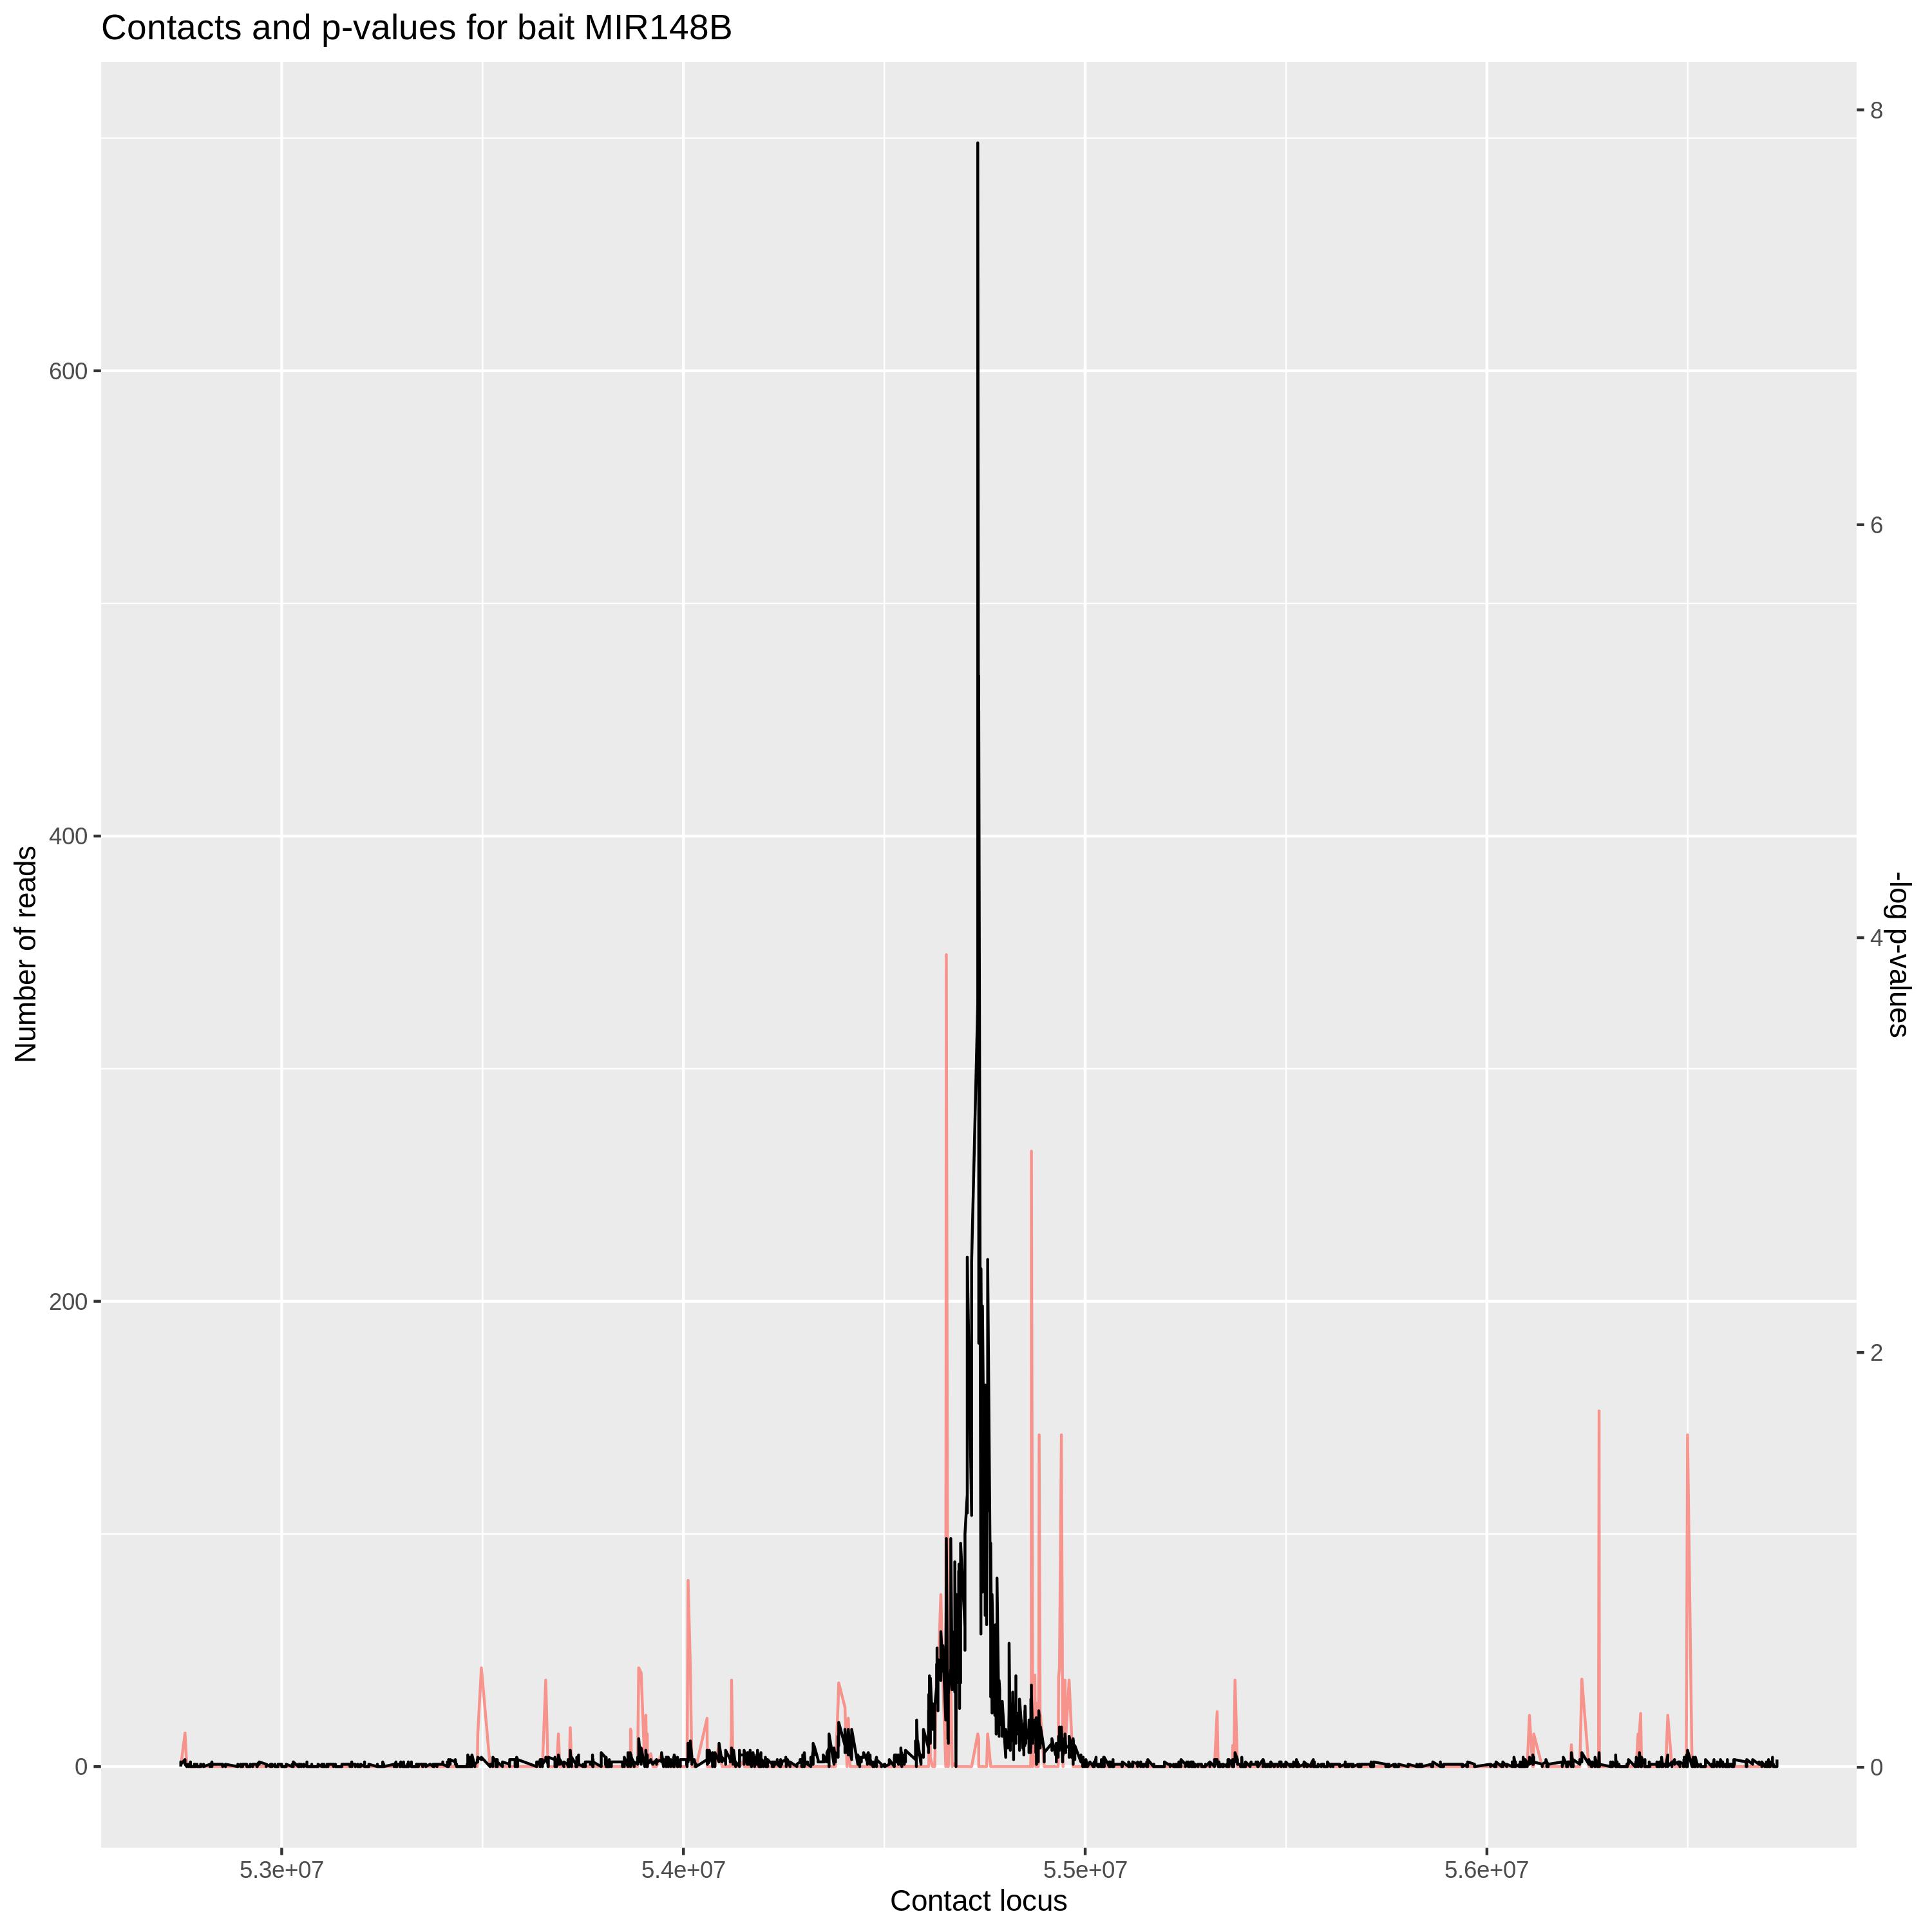 Contacts and p-values for bait MIR148B
8
600
6
400
Number of reads
4
-log p-values
200
2
0
0
5.3e+07
5.4e+07
5.5e+07
5.6e+07
Contact locus